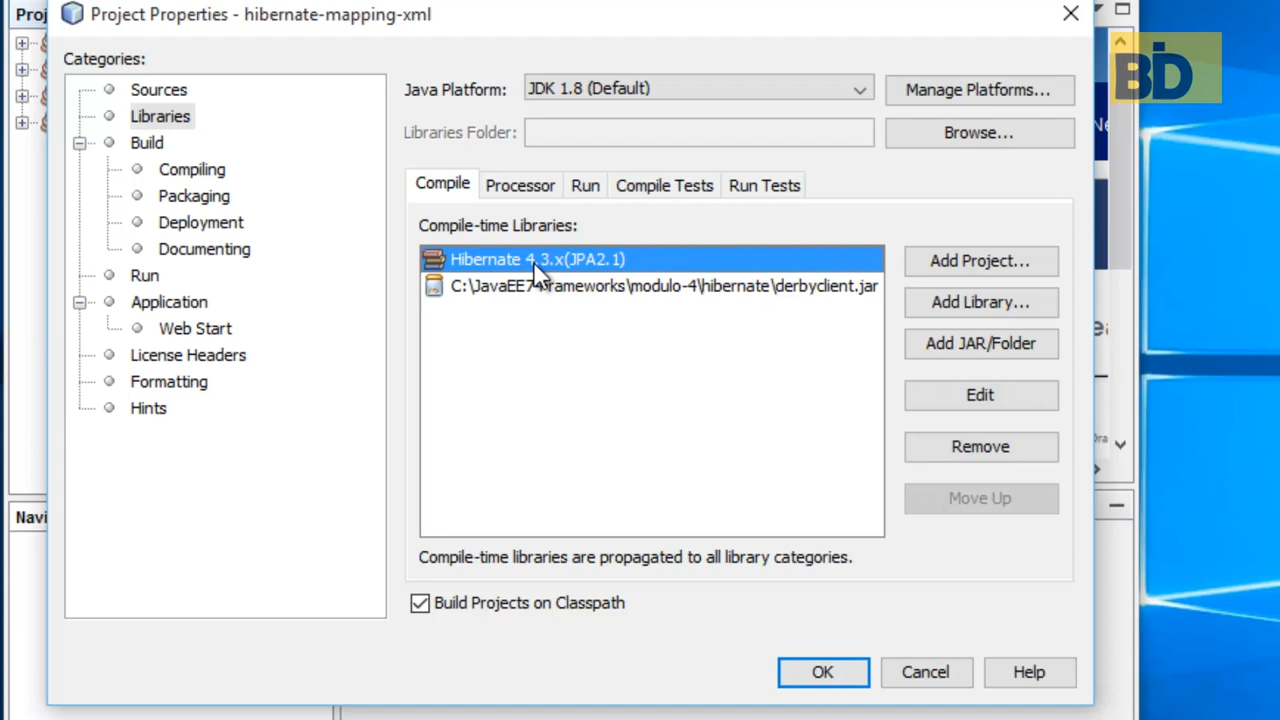 Proj
Project Properties - hibernate-mapping-xml
BD
Categories:
Sources
Libraries
Build
Compiling
Packaging
Deployment
Documenting
Run
Application
Web Start
License Headers
Formatting
Hints
Java Platform:
JDK 1.8 (Default)
Manage Platforms...
Libraries Folder:
Browse...
Compile
Processor
Run
Compile Tests
Run Tests
Compile-time Libraries:
Hibernate 4.3.x(JPA2.1)
C:\JavaEE74Frameworks\modulo-4\hibernate\derbyclient.jar
Add Project...
Add Library...
Add JAR/Folder
Edit
Remove
Move Up
Compile-time libraries are propagated to all library categories.
Build Projects on Classpath
OK
Cancel
Help
Navi